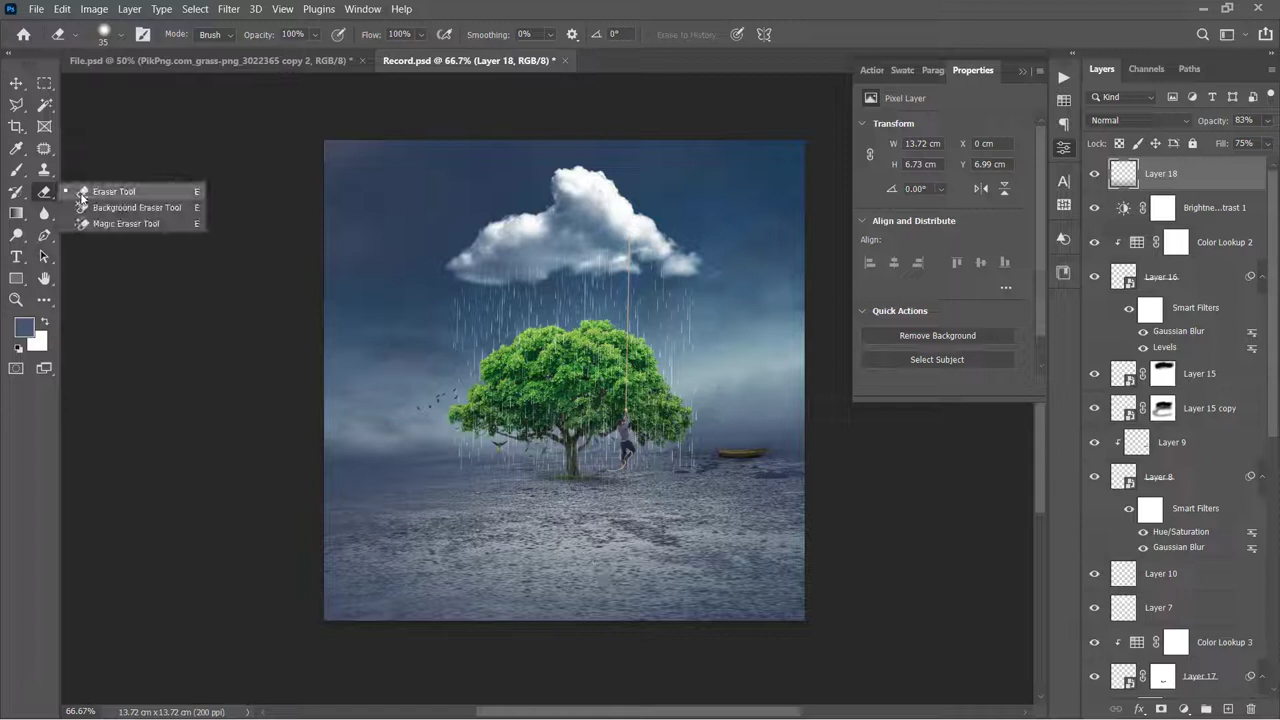 File Edit Image Layer Type Select Filter 3D View Plugins Window Help
35 Mode: Brush Opacity: 100% Flow: 100% Smoothing: 0% 0° Erase to History
File.psd @ 50% (PikPng.com_grass-png_3022365 copy 2, RGB/8) * Record.psd @ 66.7% (Layer 18, RGB/8) *
Eraser Tool E
Background Eraser Tool E
Magic Eraser Tool E
Actior Swatc Parag Properties
Pixel Layer
Transform
W 13.72 cm X 0 cm
H 6.73 cm Y 6.99 cm
0.00°
Align and Distribute
Align:
Quick Actions
Remove Background
Select Subject
Layers Channels Paths
Kind
Normal Opacity: 83%
Lock: Fill: 75%
Layer 18
Brightne...trast 1
Color Lookup 2
Layer 16
Smart Filters
Gaussian Blur
Levels
Layer 15
Layer 15 copy
Layer 9
Layer 8
Smart Filters
Hue/Saturation
Gaussian Blur
Layer 10
Layer 7
Color Lookup 3
Layer 17
66.67% 13.72 cm x 13.72 cm (200 ppi)